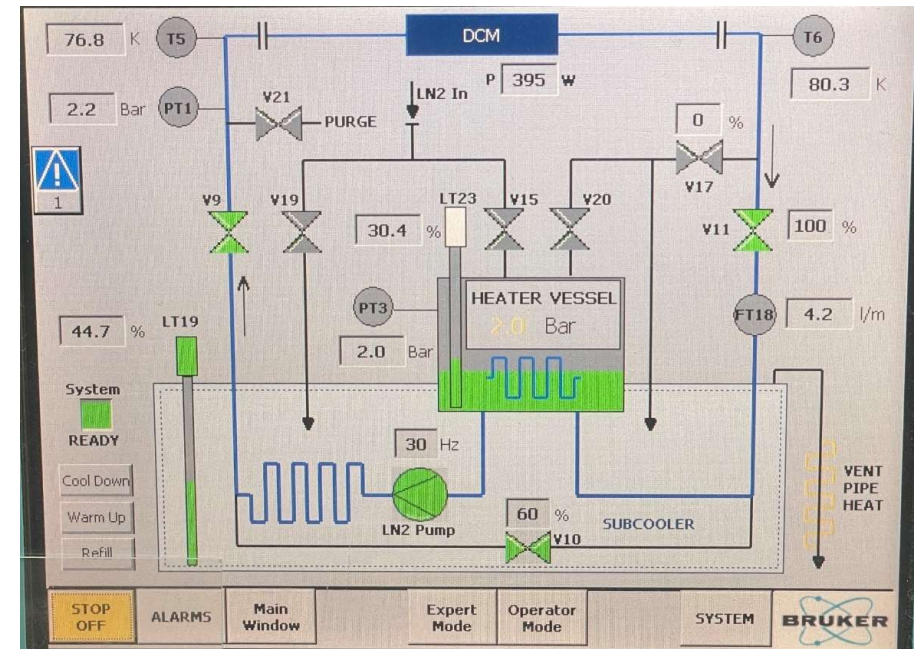 76.8 K T5
DCM
T6
P 395 W
80.3 K
2.2 Bar PT1
V21
PURGE
LN2 In
0 %
V17
1
V9
V19
LT23
V15
V20
30.4 %
V11
100 %
PT3
HEATER VESSEL
2.0 Bar
FT18
4.2 l/m
44.7 %
LT19
2.0 Bar
System
READY
30 Hz
Cool Down
Warm Up
Refill
LN2 Pump
60 %
V10
SUBCOOLER
VENT
PIPE
HEAT
STOP
OFF
ALARMS
Main
Window
Expert
Mode
Operator
Mode
SYSTEM
BRUKER